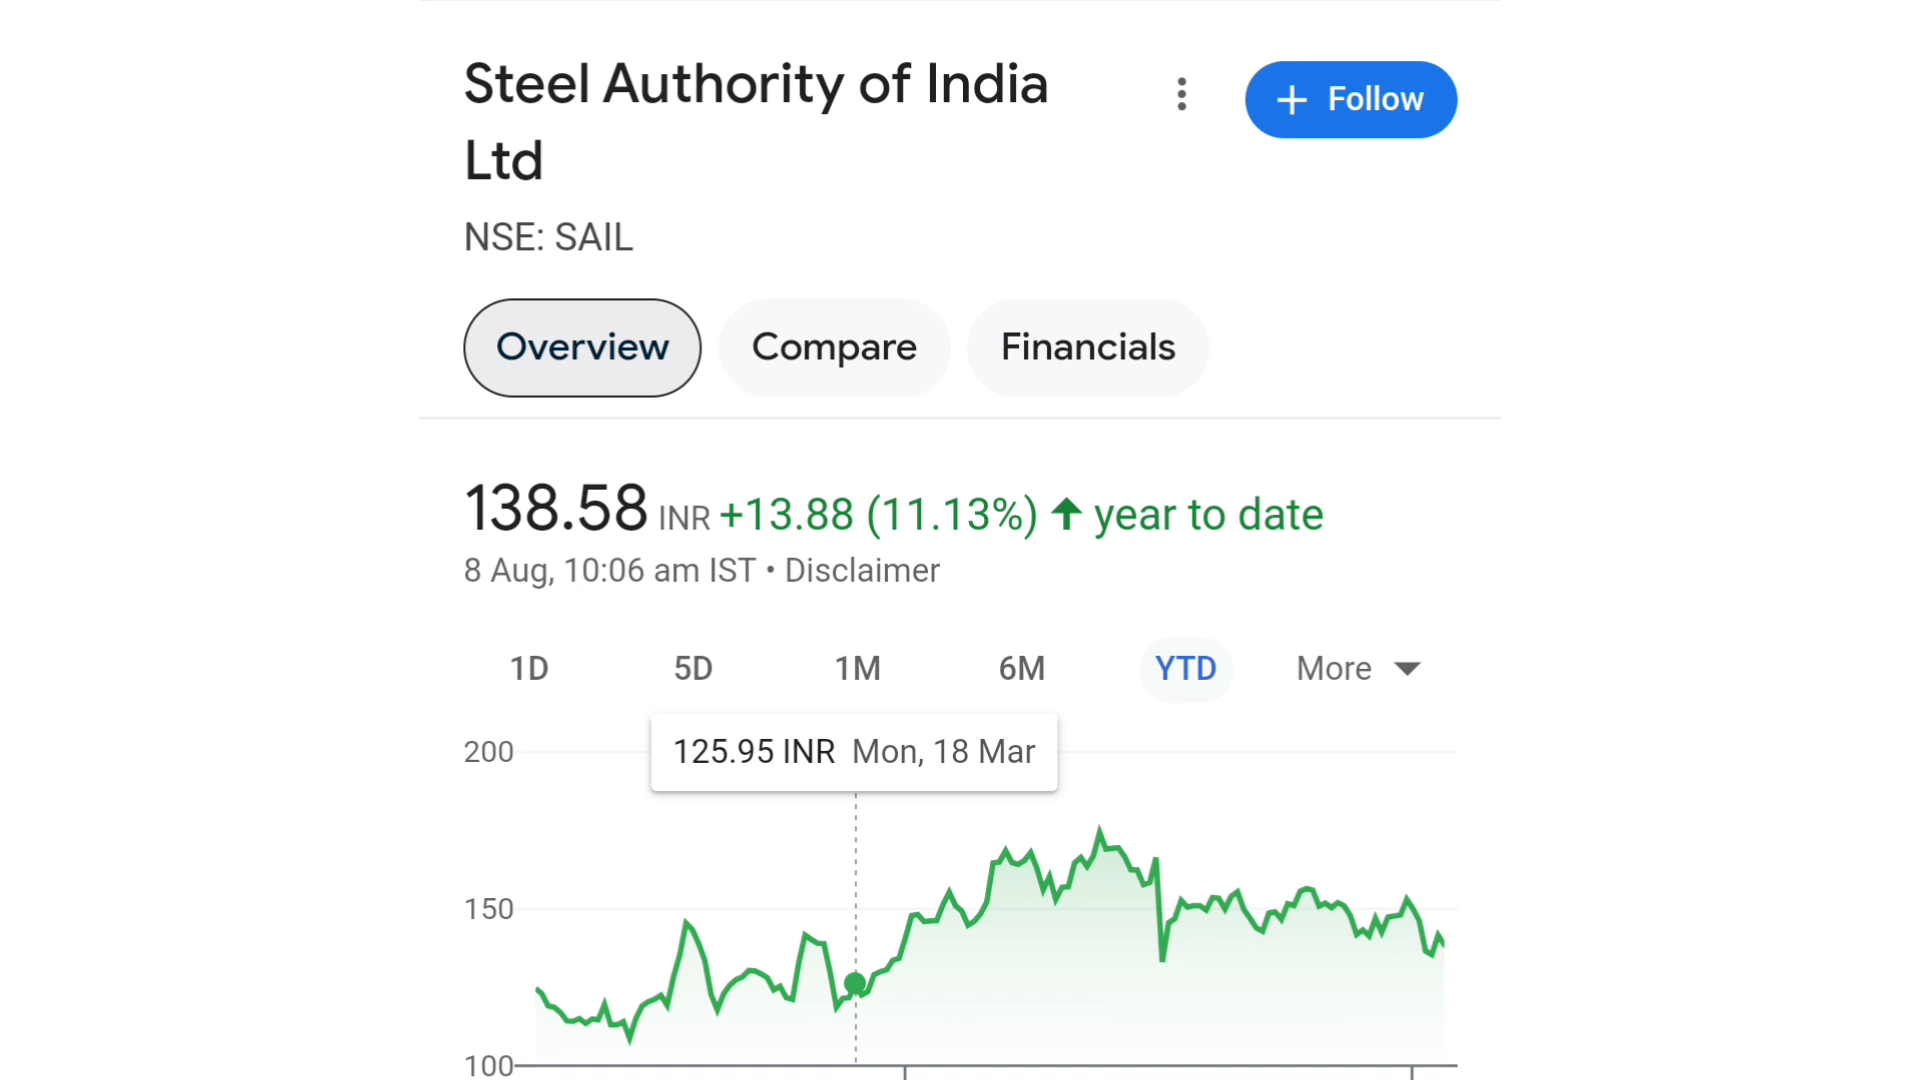 Steel Authority of India
Ltd
+ Follow
NSE: SAIL
Overview Compare Financials
138.58 INR +13.88 (11.13%) ↑ year to date
8 Aug, 10:06 am IST • Disclaimer
1D 5D 1M 6M YTD More
200
125.95 INR Mon, 18 Mar
150
100